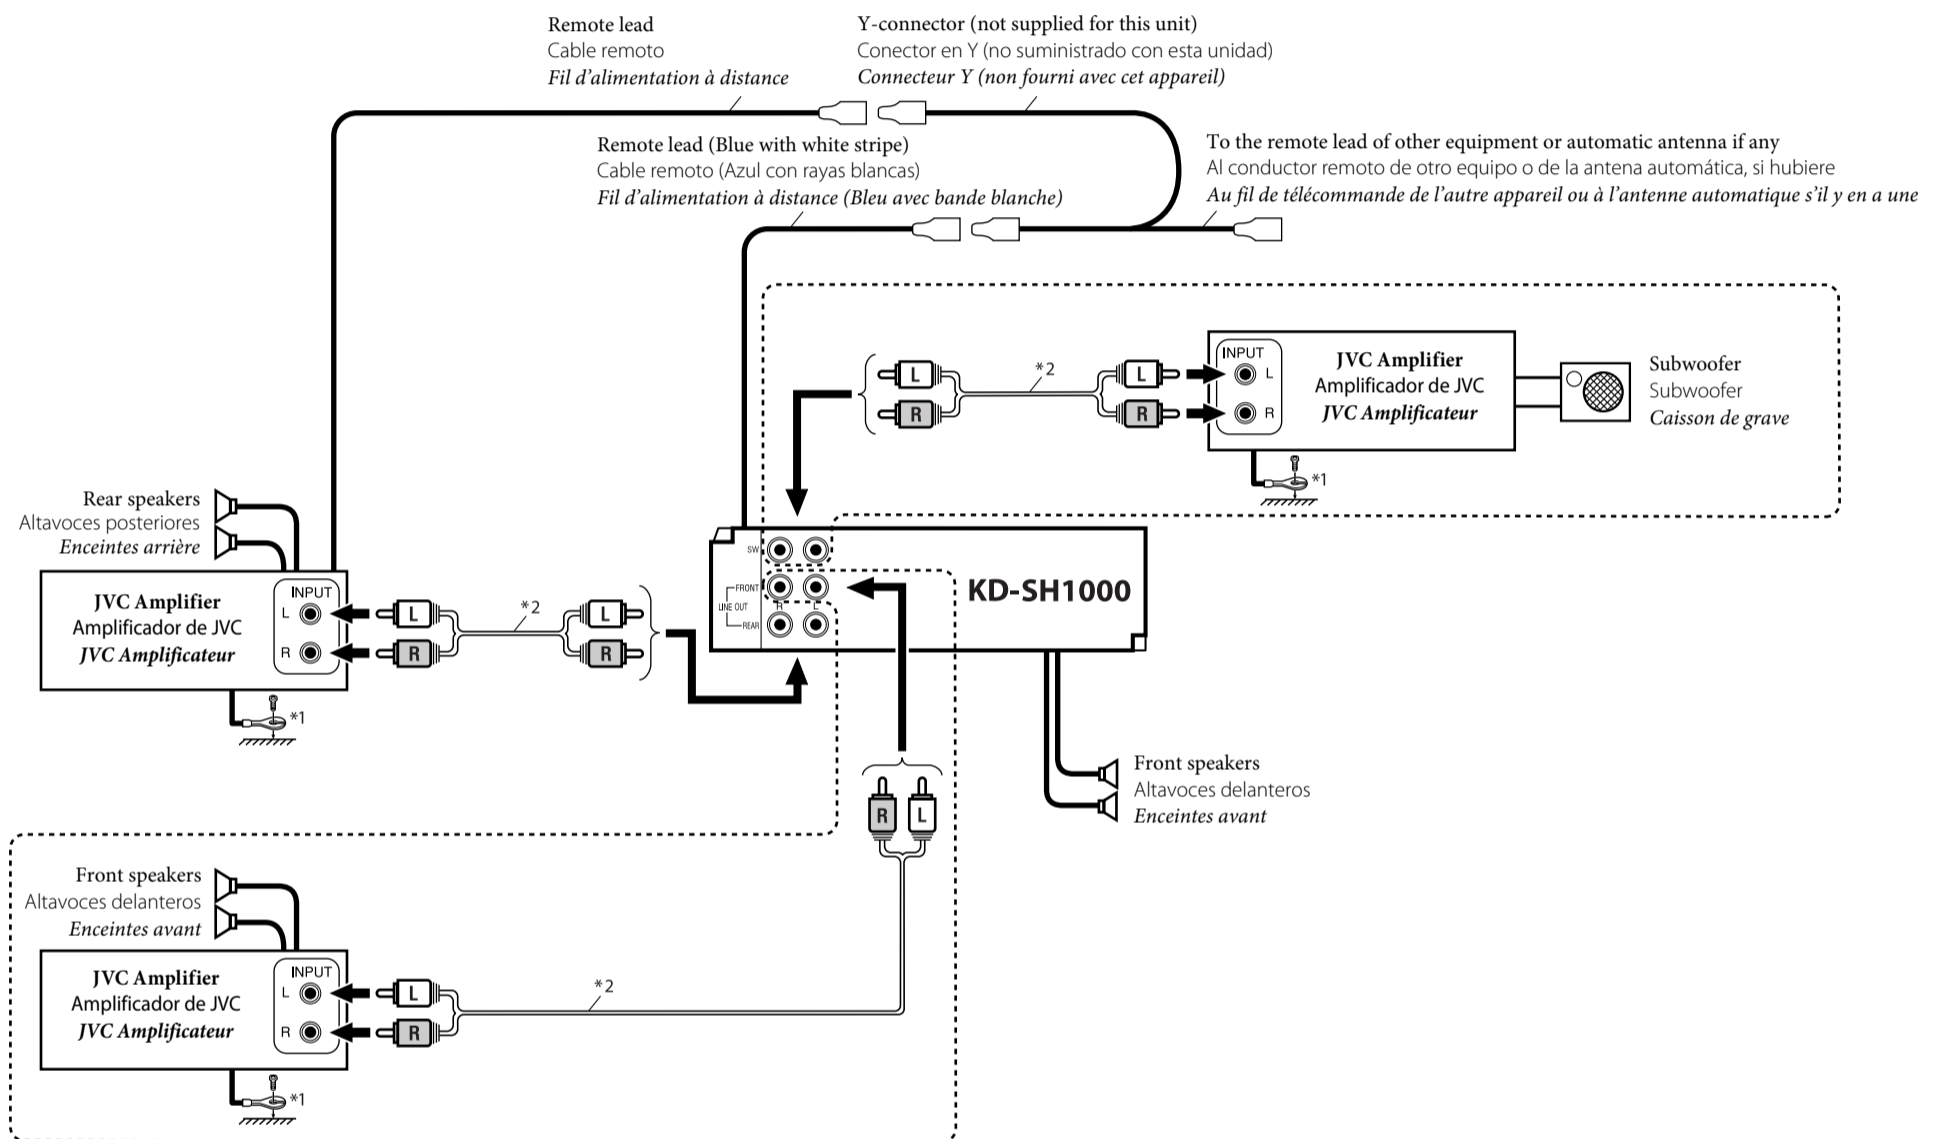 Remote lead
Cable remoto
Fil d'alimentation à distance
Y-connector (not supplied for this unit)
Conector en Y (no suministrado con esta unidad)
Connecteur Y (non fourni avec cet appareil)
Remote lead (Blue with white stripe)
Cable remoto (Azul con rayas blancas)
Fil d'alimentation à distance (Bleu avec bande blanche)
To the remote lead of other equipment or automatic antenna if any
Al conductor remoto de otro equipo o de la antena automática, si hubiere
Au fil de télécommande de l'autre appareil ou à l'antenne automatique s'il y en a une
L
R
*2
L
R
INPUT
L
R
JVC Amplifier
Amplificador de JVC
JVC Amplificateur
Subwoofer
Subwoofer
Caisson de grave
*1
Rear speakers
Altavoces posteriores
Enceintes arrière
JVC Amplifier
Amplificador de JVC
JVC Amplificateur
INPUT
L
R
L
R
*2
L
R
*1
SW
FRONT
LINE OUT
R L
REAR
KD-SH1000
R L
Front speakers
Altavoces delanteros
Enceintes avant
Front speakers
Altavoces delanteros
Enceintes avant
JVC Amplifier
Amplificador de JVC
JVC Amplificateur
INPUT
L
R
L
R
*2
*1